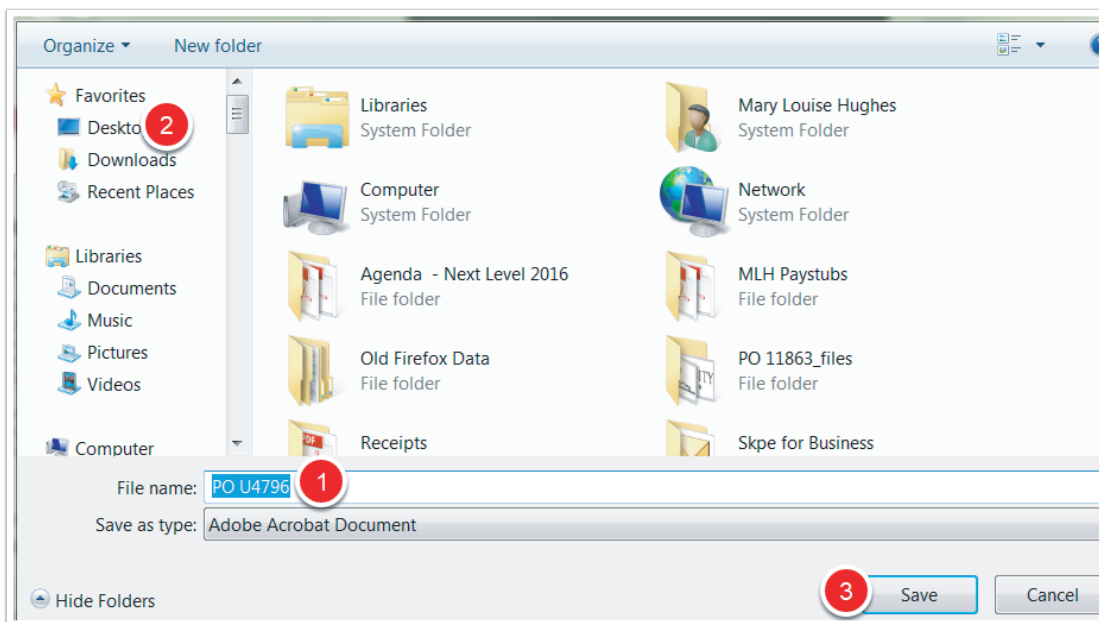 Organize New folder
Favorites
Deskto 2
Downloads
Recent Places
Libraries
Documents
Music
Pictures
Videos
Computer
Libraries
System Folder
Mary Louise Hughes
System Folder
Computer
System Folder
Network
System Folder
Agenda - Next Level 2016
File folder
MLH Paystubs
File folder
Old Firefox Data
File folder
PO 11863_files
File folder
Receipts
Skpe for Business
File name: PO U4796 1
Save as type: Adobe Acrobat Document
Hide Folders
3 Save Cancel